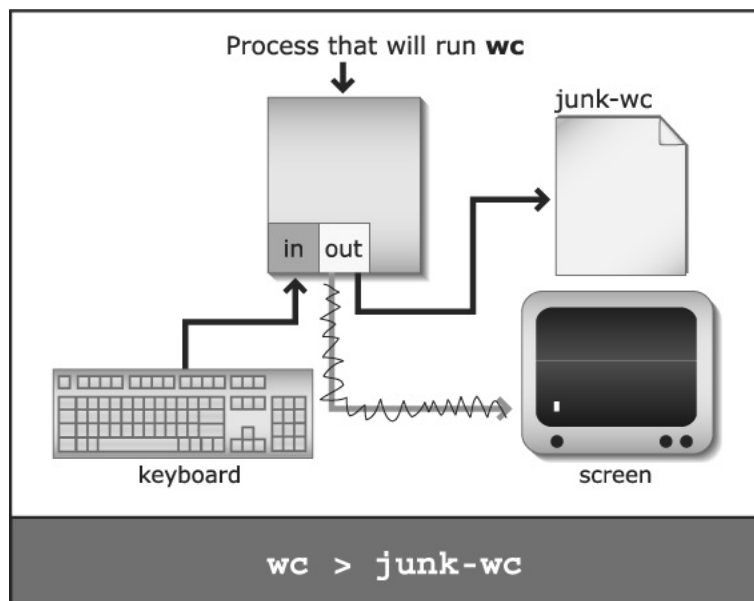 Process that will run wc
junk-wc
in
out
keyboard
screen
wc > junk-wc